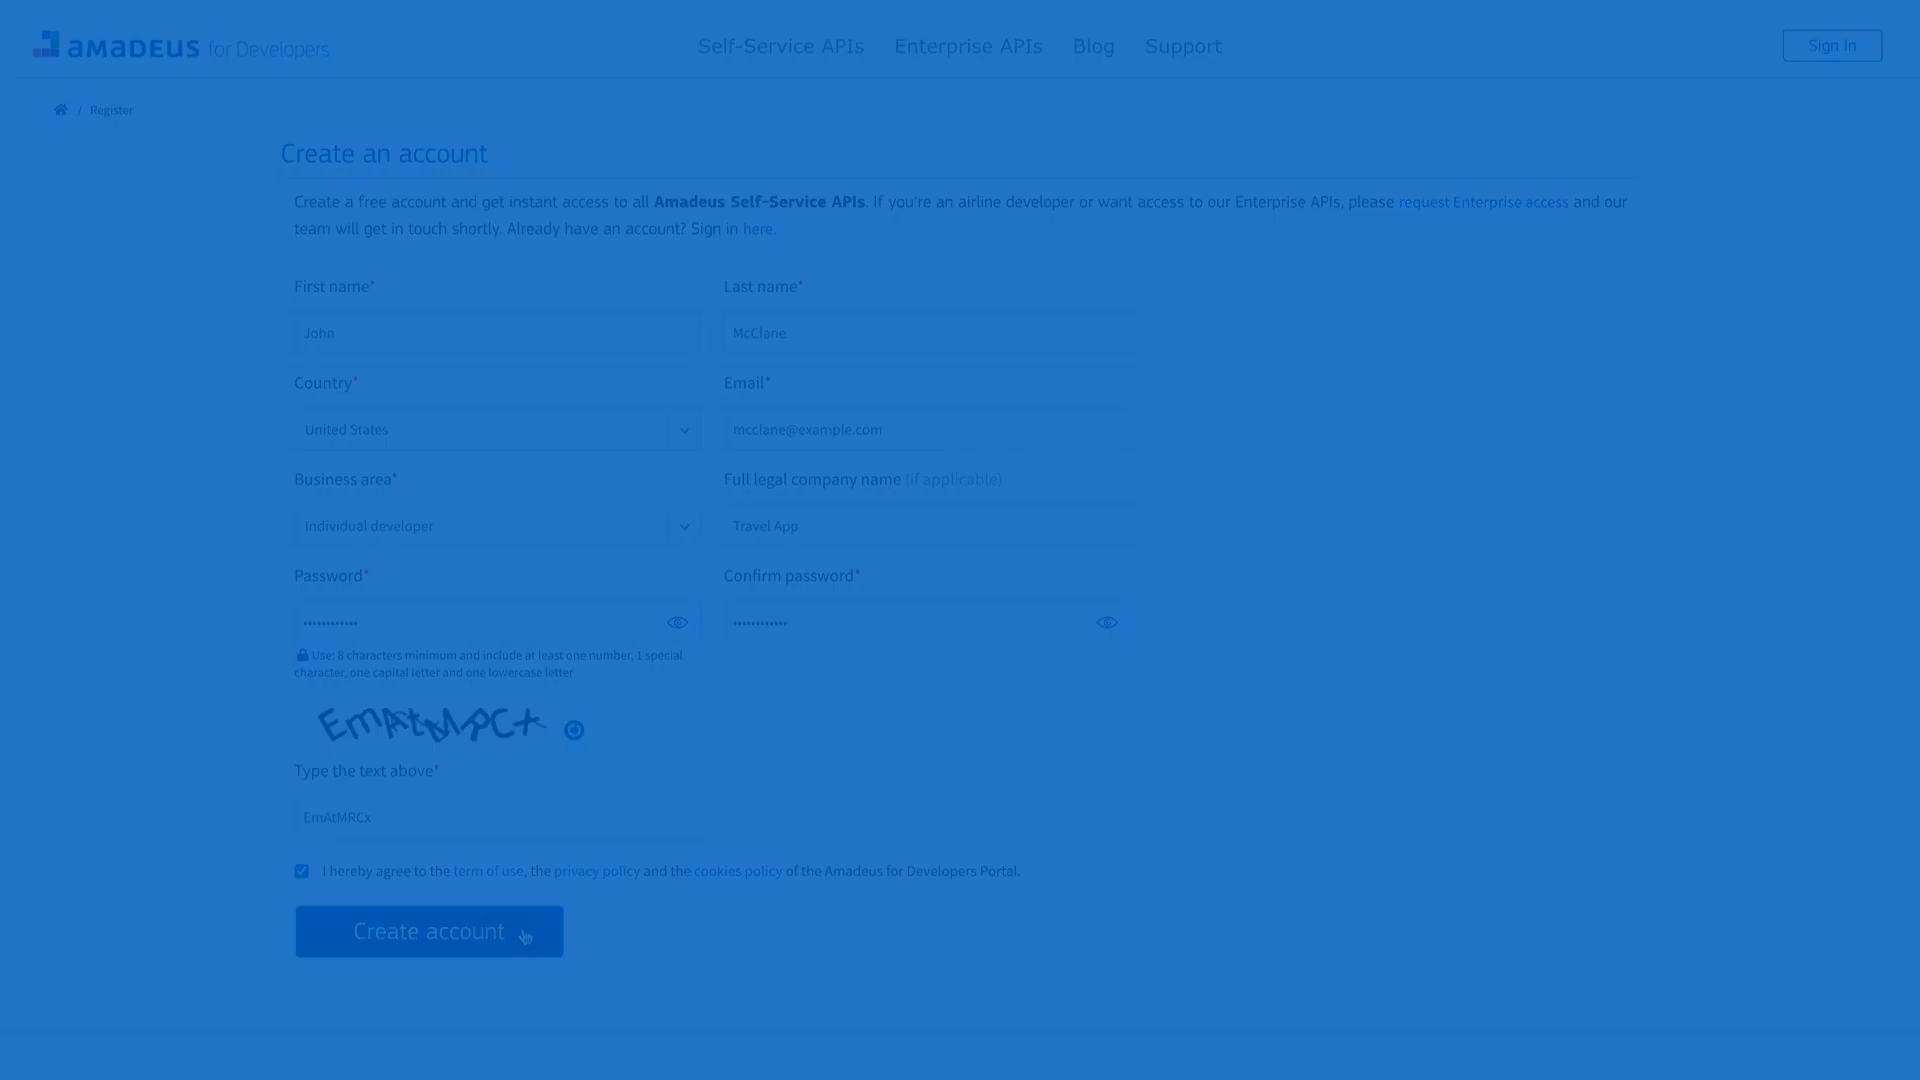 amadeus for Developers
Self-Service APIs Enterprise APIs Blog Support
Sign In
/ Register
Create an account
Create a free account and get instant access to all Amadeus Self-Service APIs. If you're an airline developer or want access to our Enterprise APIs, please request Enterprise access and our
team will get in touch shortly. Already have an account? Sign in here.
First name* Last name*
John McClane
Country* Email*
United States mcclane@example.com
Business area* Full legal company name (if applicable)
Individual developer Travel App
Password* Confirm password*
•••••••••••• ••••••••••••
Use: 8 characters minimum and include at least one number, 1 special
character, one capital letter and one lowercase letter
EmAtMRCx
Type the text above*
EmAtMRCx
I hereby agree to the term of use, the privacy policy and the cookies policy of the Amadeus for Developers Portal.
Create account